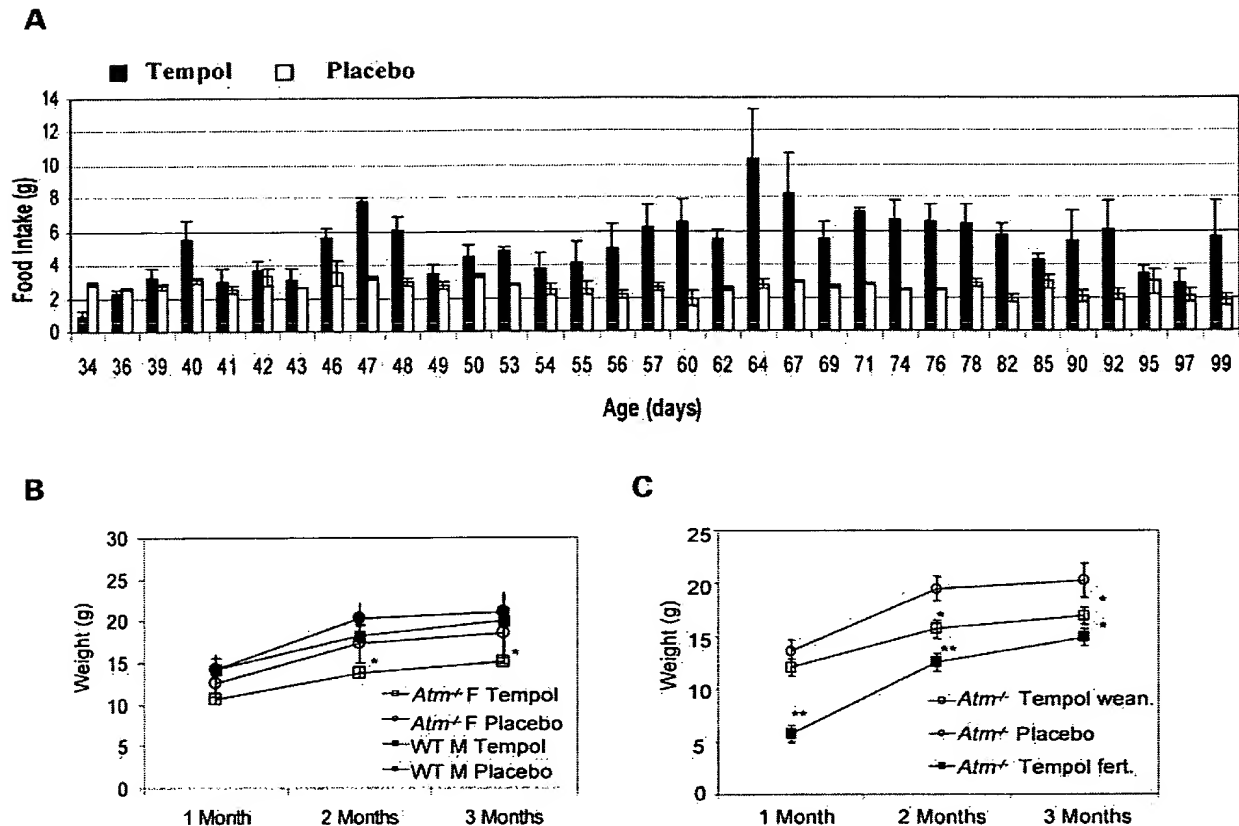 A
Tempol Placebo
14
12
10
8
6
4
2
0
Food Intake (g)
34 36 39 40 41 42 43 46 47 48 49 50 53 54 55 56 57 60 62 64 67 69 71 74 76 78 82 85 90 92 95 97 99
Age (days)
B
30
25
20
15
10
5
0
Weight (g)
*
*
Atm-/- F Tempol
Atm-/- F Placebo
WT M Tempol
WT M Placebo
1 Month 2 Months 3 Months
C
25
20
15
10
5
0
Weight (g)
**
*
**
*
*
Atm-/- Tempol wean.
Atm-/- Placebo
Atm-/- Tempol fert.
1 Month 2 Months 3 Months